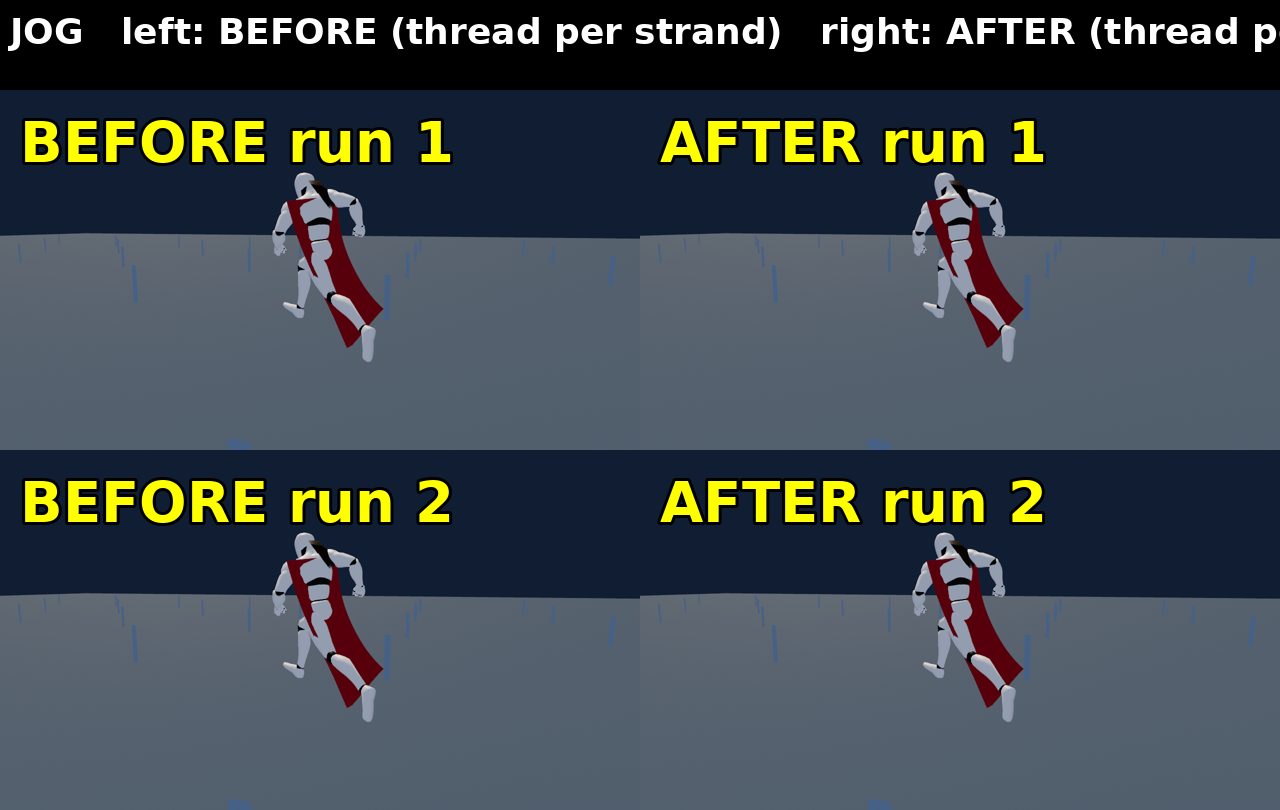 JOG left: BEFORE (thread per strand) right: AFTER (thread
BEFORE run 1
AFTER run 1
BEFORE run 2
AFTER run 2